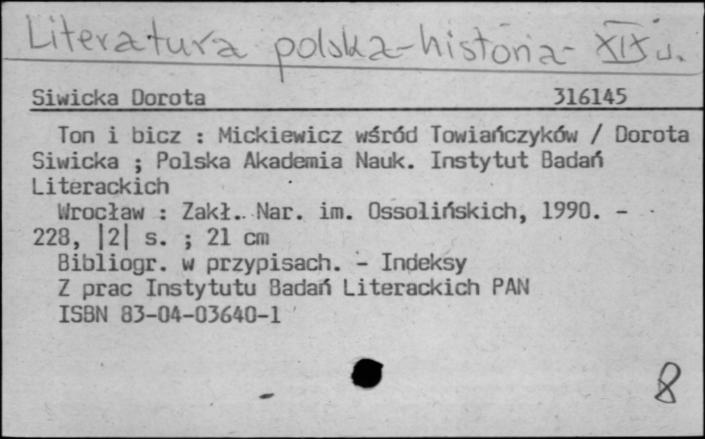 Literatura polska-historia- XIX w.
Siwicka Dorota 316145
Ton i bicz : Mickiewicz wśród Towiańczyków / Dorota
Siwicka ; Polska Akademia Nauk. Instytut Badań
Literackich
Wrocław : Zakł. Nar. im. Ossolińskich, 1990. -
228, |2| s. ; 21 cm
Bibliogr. w przypisach. - Indeksy
Z prac Instytutu Badań Literackich PAN
ISBN 83-04-03640-1
8